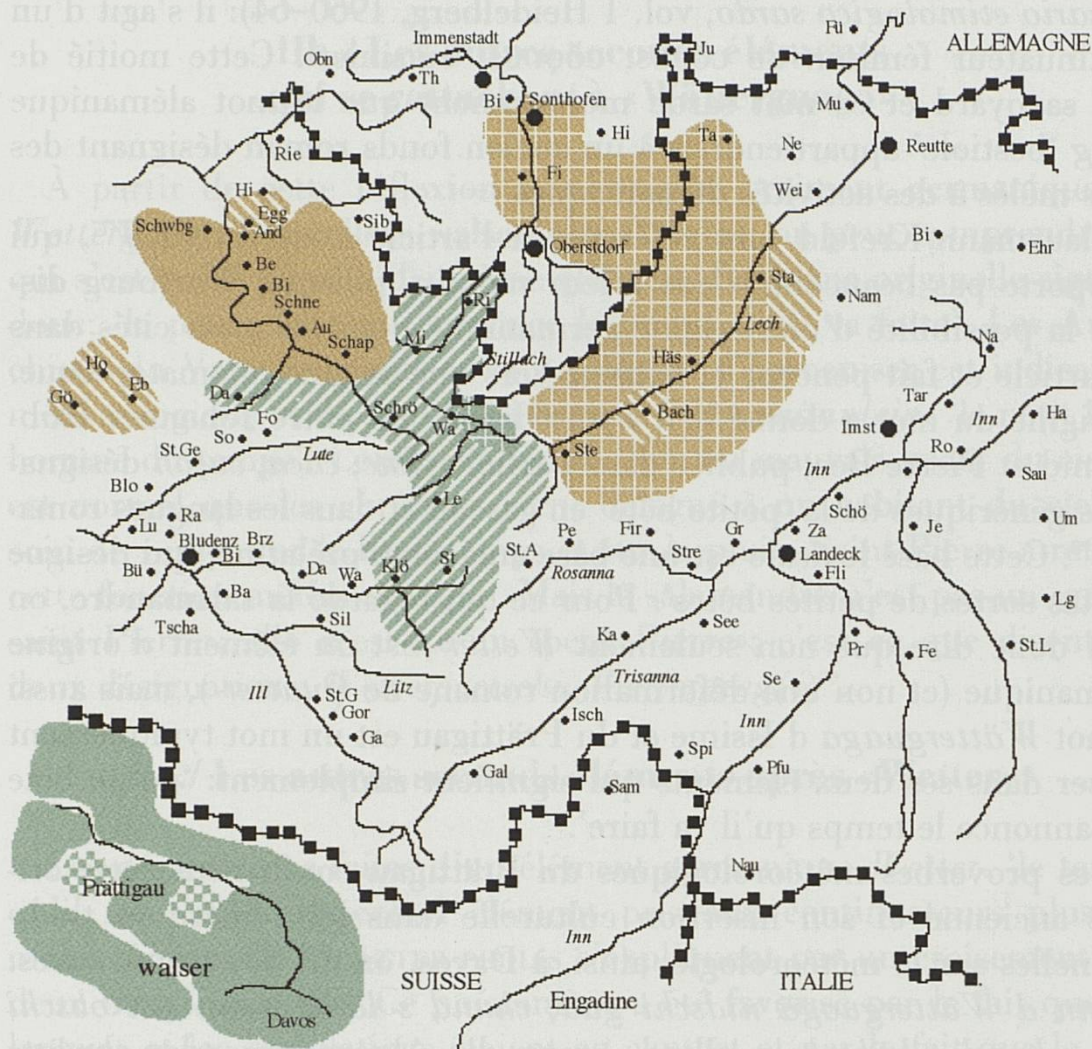 Immenstadt
Pü
ALLEMAGNE
Obn
Th
Ju
Bi
Sonthofen
Mu
Hi
Ta
Ne
Reutte
Rie
Fi
Wei
Hi
Egg
Sib
Schwbg
And
Oberstdorf
Bi
Ehr
Be
Bi
Ri
Sta
Nam
Schne
Au
Mi
Stillach
Lech
Na
Schap
Häs
Ho
Eb
Gö
Da
Schrö
Bach
Tar
Ha
Fo
Wa
Imst
So
St.Ge
Lute
Ste
Ro
Inn
Inn
Sau
Blo
Le
Schö
Lu
Ra
Um
Bludenz
Pe
Fir
Gr
Za
Je
Bi
Brz
St.A
Stre
Landeck
Bü
Da
Wa
Klö
St
Rosanna
Fli
Ba
Lg
Tscha
Sil
Ka
See
Pr
Fe
St.L
Ill
St.G
Litz
Trisanna
Se
Gor
Isch
Inn
Ga
Spi
Gal
Pfu
Sam
Prättigau
Nau
Inn
walser
SUISSE
ITALIE
Engadine
Davos